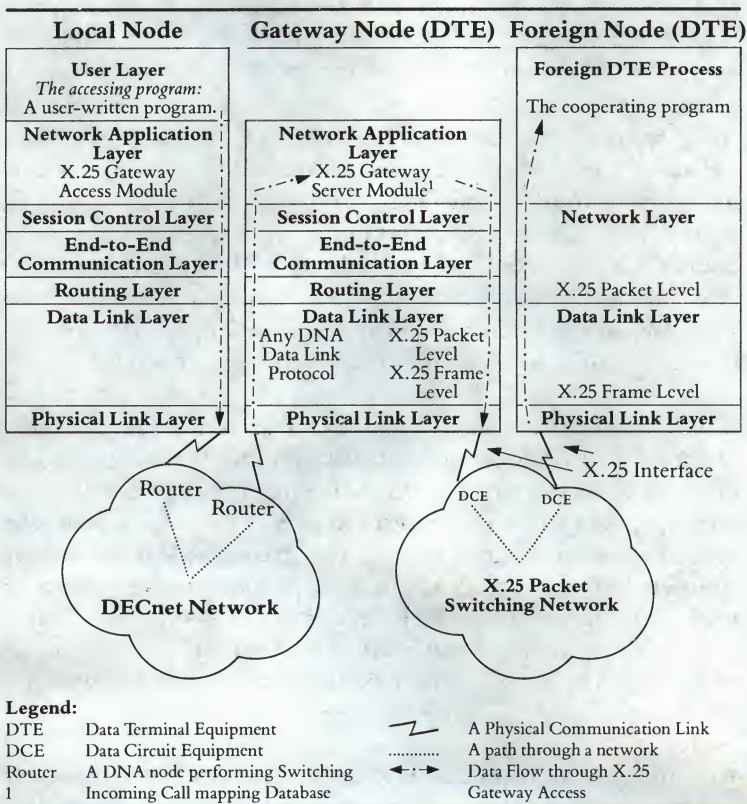 Local Node
Gateway Node (DTE)
Foreign Node (DTE)
User Layer
The accessing program:
A user-written program.
Network Application
Layer
X.25 Gateway
Access Module
Session Control Layer
End-to-End
Communication Layer
Routing Layer
Data Link Layer
Physical Link Layer
Network Application
Layer
X.25 Gateway
Server Module¹
Session Control Layer
End-to-End
Communication Layer
Routing Layer
Data Link Layer
Any DNA
Data Link
Protocol
X.25 Packet
Level
X.25 Frame
Level
Physical Link Layer
Foreign DTE Process
The cooperating program
Network Layer
X.25 Packet Level
Data Link Layer
X.25 Frame Level
Physical Link Layer
X.25 Interface
Router
Router
DECnet Network
DCE
DCE
X.25 Packet
Switching Network
Legend:
DTE Data Terminal Equipment
DCE Data Circuit Equipment
Router A DNA node performing Switching
1 Incoming Call mapping Database
A Physical Communication Link
A path through a network
Data Flow through X.25
Gateway Access